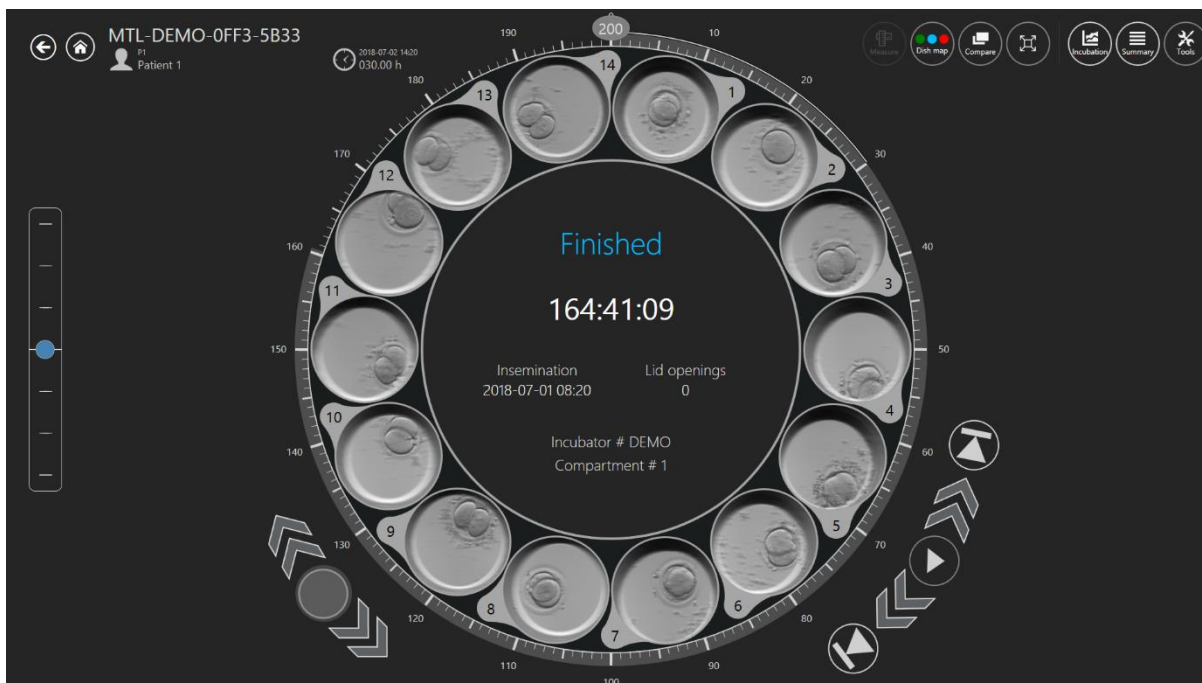 MTL-DEMO-0FF3-5B33
P1
Patient 1
2018-07-02 14:20
030.00 h
Measure
Dish map
Compare
Incubation
Summary
Tools
200
10
20
30
40
50
60
70
80
90
100
110
120
130
140
150
160
170
180
190
1
2
3
4
5
6
7
8
9
10
11
12
13
14
Finished
164:41:09
Insemination
2018-07-01 08:20
Lid openings
0
Incubator # DEMO
Compartment # 1